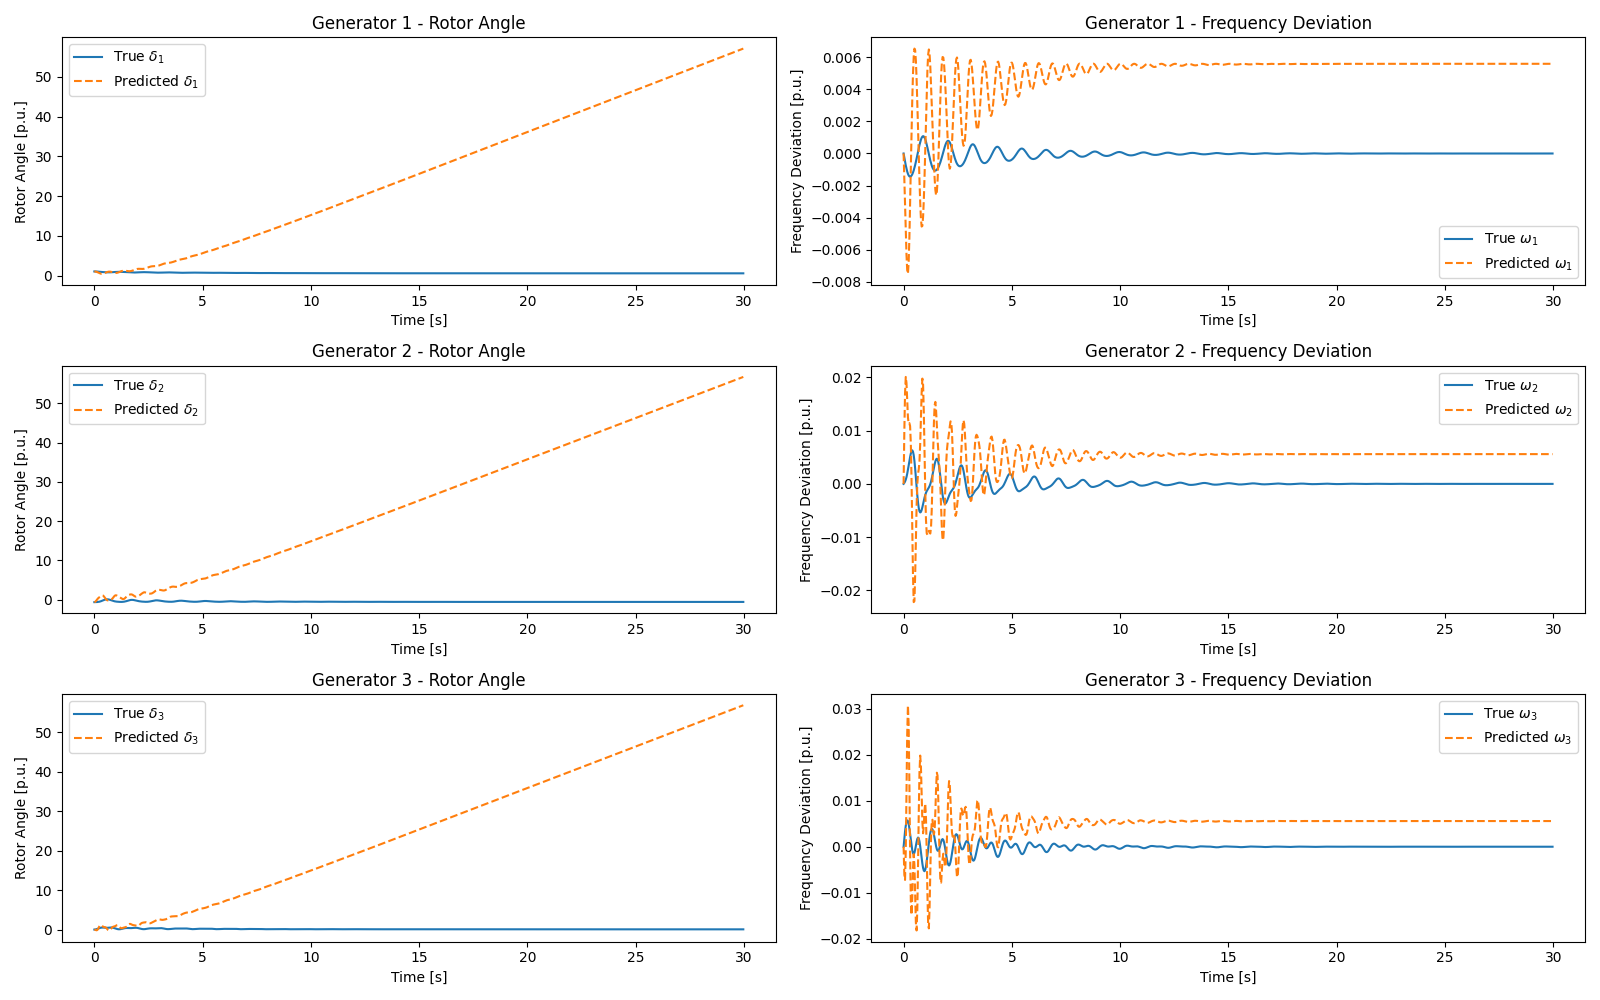 Generator 1 - Rotor Angle
True δ₁
Predicted δ₁
Rotor Angle [p.u.]
50
40
30
20
10
0
0 5 10 15 20 25 30
Time [s]
Generator 1 - Frequency Deviation
Frequency Deviation [p.u.]
0.006
0.004
0.002
0.000
−0.002
−0.004
−0.006
−0.008
True ω₁
Predicted ω₁
0 5 10 15 20 25 30
Time [s]
Generator 2 - Rotor Angle
True δ₂
Predicted δ₂
Rotor Angle [p.u.]
50
40
30
20
10
0
0 5 10 15 20 25 30
Time [s]
Generator 2 - Frequency Deviation
True ω₂
Predicted ω₂
Frequency Deviation [p.u.]
0.02
0.01
0.00
−0.01
−0.02
0 5 10 15 20 25 30
Time [s]
Generator 3 - Rotor Angle
True δ₃
Predicted δ₃
Rotor Angle [p.u.]
50
40
30
20
10
0
0 5 10 15 20 25 30
Time [s]
Generator 3 - Frequency Deviation
True ω₃
Predicted ω₃
Frequency Deviation [p.u.]
0.03
0.02
0.01
0.00
−0.01
−0.02
0 5 10 15 20 25 30
Time [s]